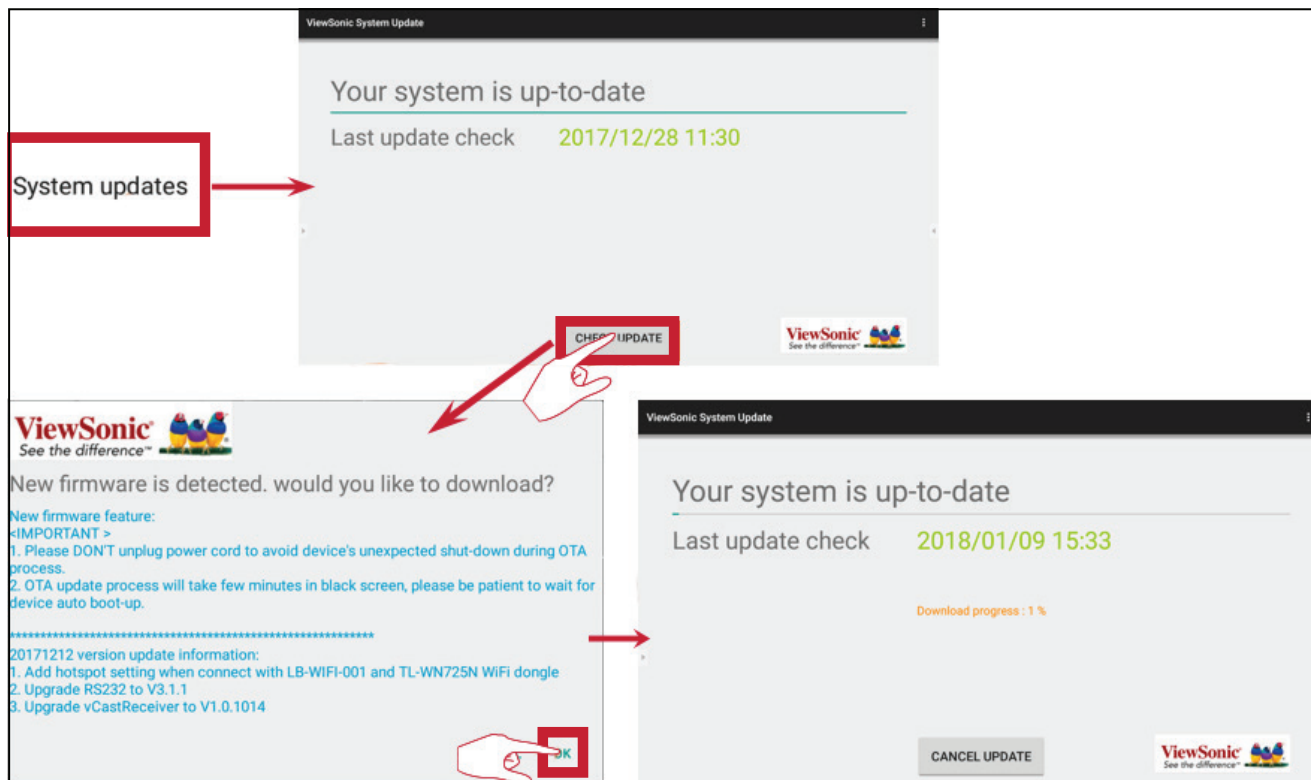 ViewSonic System Update
Your system is up-to-date
Last update check 2017/12/28 11:30
System updates
CHECK UPDATE
ViewSonic®
See the difference™
ViewSonic®
See the difference™
New firmware is detected. would you like to download?
New firmware feature:
<IMPORTANT >
1. Please DON'T unplug power cord to avoid device's unexpected shut-down during OTA
process.
2. OTA update process will take few minutes in black screen, please be patient to wait for
device auto boot-up.
************************************************************
20171212 version update information:
1. Add hotspot setting when connect with LB-WIFI-001 and TL-WN725N WiFi dongle
2. Upgrade RS232 to V3.1.1
3. Upgrade vCastReceiver to V1.0.1014
OK
ViewSonic System Update
Your system is up-to-date
Last update check 2018/01/09 15:33
Download progress : 1 %
CANCEL UPDATE
ViewSonic®
See the difference™